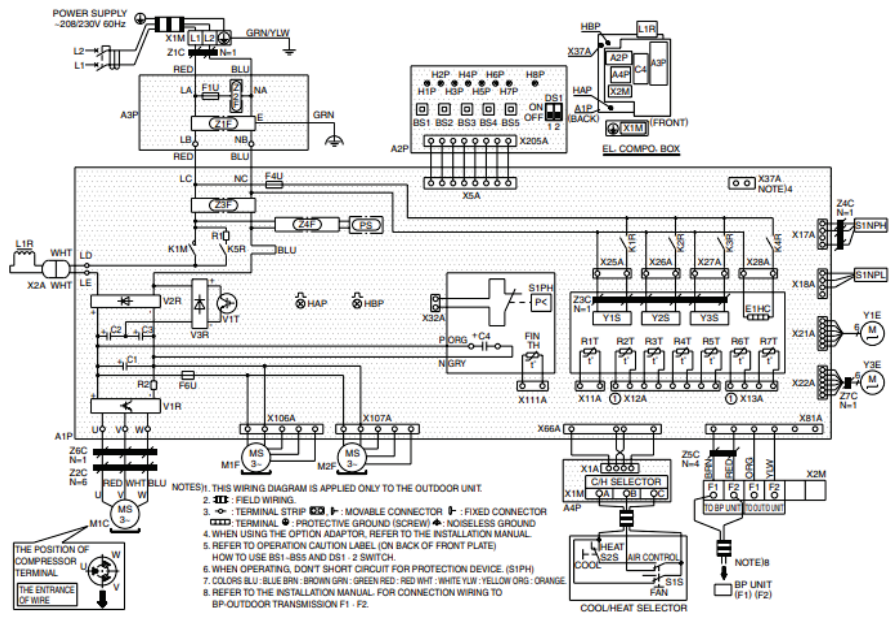 POWER SUPPLY
~208/230V 60Hz
X1M L1 L2
GRN/YLW
L2
L1
Z1C N=1
RED BLU
LA F1U Z2F NA
A3P
Z1F E GRN
LB NB
RED BLU
H2P H4P H6P H8P
H1P H3P H5P H7P
DS1
ON
OFF
1 2
BS1 BS2 BS3 BS4 BS5
X205A
A2P
X5A
HBP L1R
X37A
A2P C4 A3P
A4P
X2M
HAP
A1P
(BACK)
X1M (FRONT)
EL. COMPO. BOX
LC NC F4U
X37A
NOTE)4
Z3F
Z4F PS
R1
K1M K5R BLU
K1R K2R K3R K4R
Z4C
N=1
X17A S1NPH
L1R WHT LD
X2A WHT LE
X25A X26A X27A X28A
X18A S1NPL
V2R
V3R V1T
HAP HBP
X32A S1PH P<
Z3C
N=1
Y1S Y2S Y3S E1HC
C2 C3
P ORG C4
N GRY
FIN
TH
t°
X111A
R1T R2T R3T R4T R5T R6T R7T
t° t° t° t° t° t° t°
X11A 1 X12A 1 X13A
X21A 6 Y1E M
X22A 6 Y3E M
Z7C
N=1
C1
R2 F6U
V1R
U V W
A1P
X106A X107A
X66A
X81A
M1F MS 3~
M2F MS 3~
Z6C
N=1
Z2C
N=6
RED WHT BLU
U V W
MS
3~
M1C
X1A
C/H SELECTOR
X1M A B C
A4P
Z5C
N=4
BRN RED ORG YLW
F1 F2 F1 F2 X2M
TO BP UNIT TO OUT/D UNIT
NOTE)8
BP UNIT
(F1) (F2)
HEAT
S2S
COOL
AIR CONTROL
S1S
FAN
COOL/HEAT SELECTOR
THE POSITION OF
COMPRESSOR
TERMINAL
W
U
V
THE ENTRANCE
OF WIRE
NOTES)1. THIS WIRING DIAGRAM IS APPLIED ONLY TO THE OUTDOOR UNIT.
2. : FIELD WIRING.
3. : TERMINAL STRIP , : MOVABLE CONNECTOR : FIXED CONNECTOR
: TERMINAL : PROTECTIVE GROUND (SCREW) : NOISELESS GROUND
4. WHEN USING THE OPTION ADAPTOR, REFER TO THE INSTALLATION MANUAL.
5. REFER TO OPERATION CAUTION LABEL (ON BACK OF FRONT PLATE)
HOW TO USE BS1~BS5 AND DS1 - 2 SWITCH.
6. WHEN OPERATING, DON'T SHORT CIRCUIT FOR PROTECTION DEVICE. (S1PH)
7. COLORS BLU : BLUE BRN : BROWN GRN : GREEN RED : RED WHT : WHITE YLW : YELLOW ORG : ORANGE.
8. REFER TO THE INSTALLATION MANUAL. FOR CONNECTION WIRING TO
BP-OUTDOOR TRANSMISSION F1 - F2.